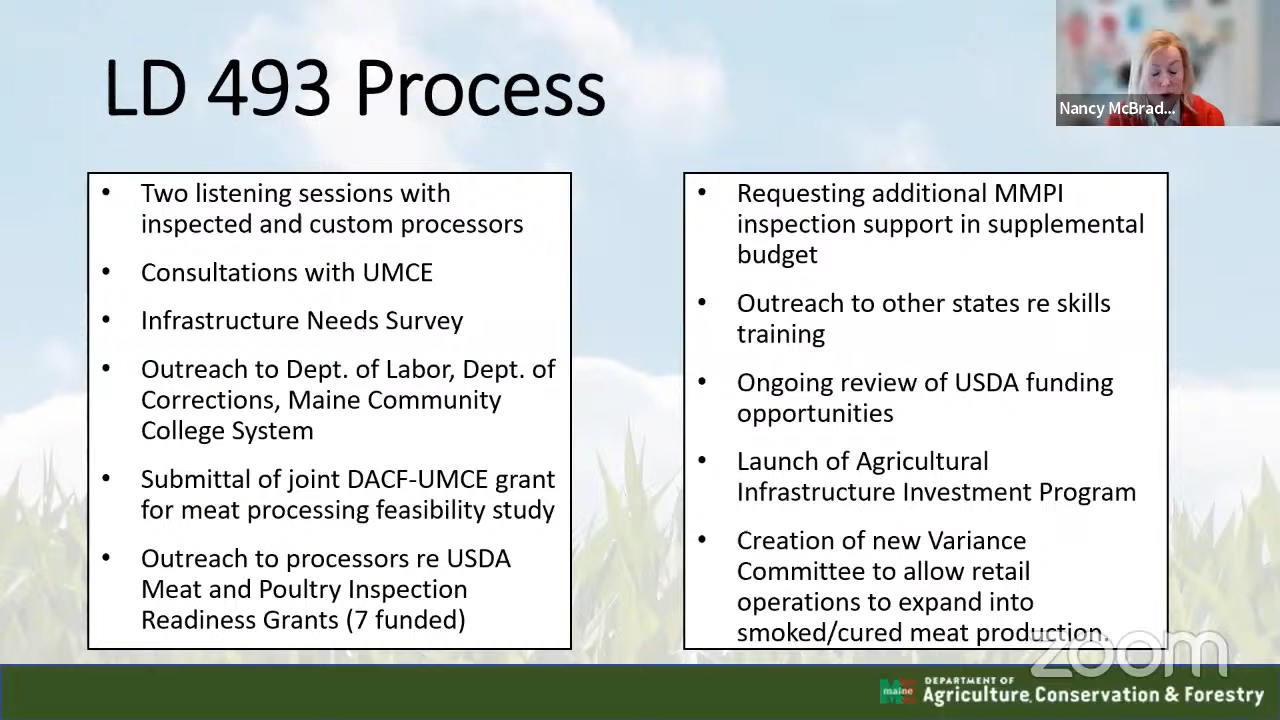 LD 493 Process
Nancy McBrad...
• Two listening sessions with
inspected and custom processors
• Consultations with UMCE
• Infrastructure Needs Survey
• Outreach to Dept. of Labor, Dept. of
Corrections, Maine Community
College System
• Submittal of joint DACF-UMCE grant
for meat processing feasibility study
• Outreach to processors re USDA
Meat and Poultry Inspection
Readiness Grants (7 funded)
• Requesting additional MMPI
inspection support in supplemental
budget
• Outreach to other states re skills
training
• Ongoing review of USDA funding
opportunities
• Launch of Agricultural
Infrastructure Investment Program
• Creation of new Variance
Committee to allow retail
operations to expand into
smoked/cured meat production.
zoom
maine
DEPARTMENT OF
Agriculture, Conservation & Forestry